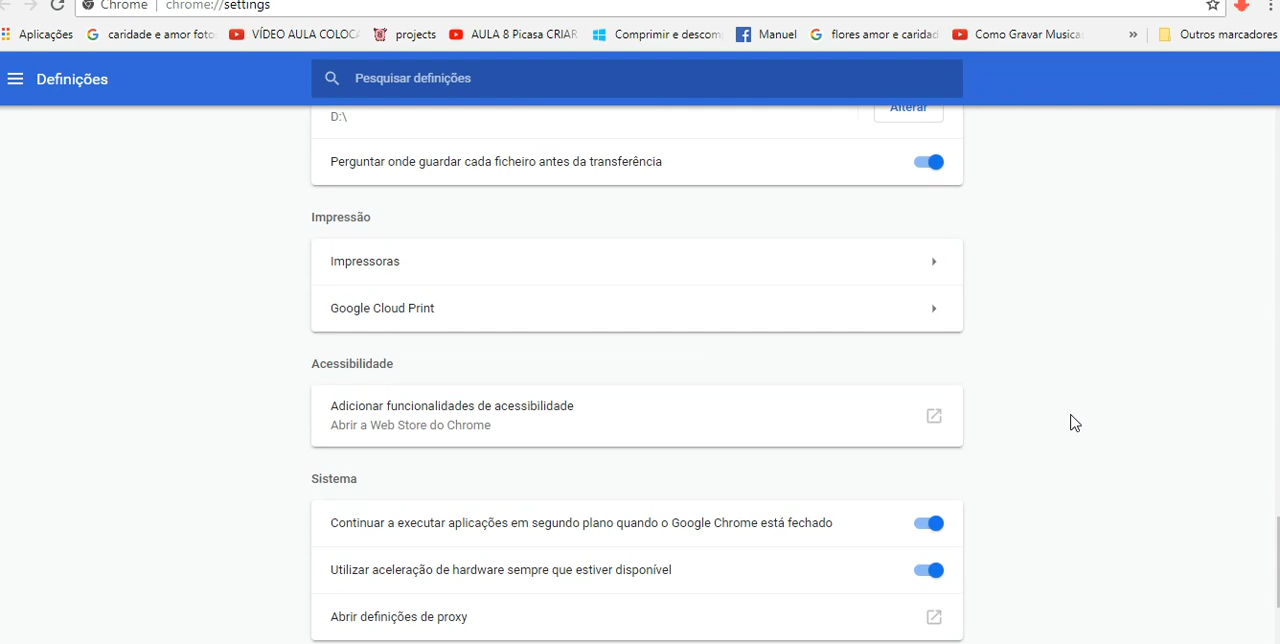 Chrome | chrome://settings
Aplicações caridade e amor foto VÍDEO AULA COLOCA projects AULA 8 Picasa CRIAR Comprimir e descom Manuel flores amor e caridad Como Gravar Musica » Outros marcadores
Definições Pesquisar definições
D:\ Alterar
Perguntar onde guardar cada ficheiro antes da transferência
Impressão
Impressoras
Google Cloud Print
Acessibilidade
Adicionar funcionalidades de acessibilidade
Abrir a Web Store do Chrome
Sistema
Continuar a executar aplicações em segundo plano quando o Google Chrome está fechado
Utilizar aceleração de hardware sempre que estiver disponível
Abrir definições de proxy